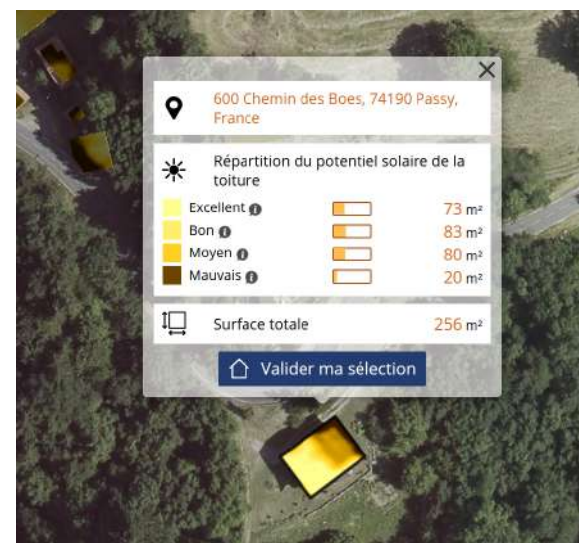 600 Chemin des Boes, 74190 Passy,
France
Répartition du potentiel solaire de la
toiture
Excellent 73 m²
Bon 83 m²
Moyen 80 m²
Mauvais 20 m²
Surface totale 256 m²
Valider ma sélection